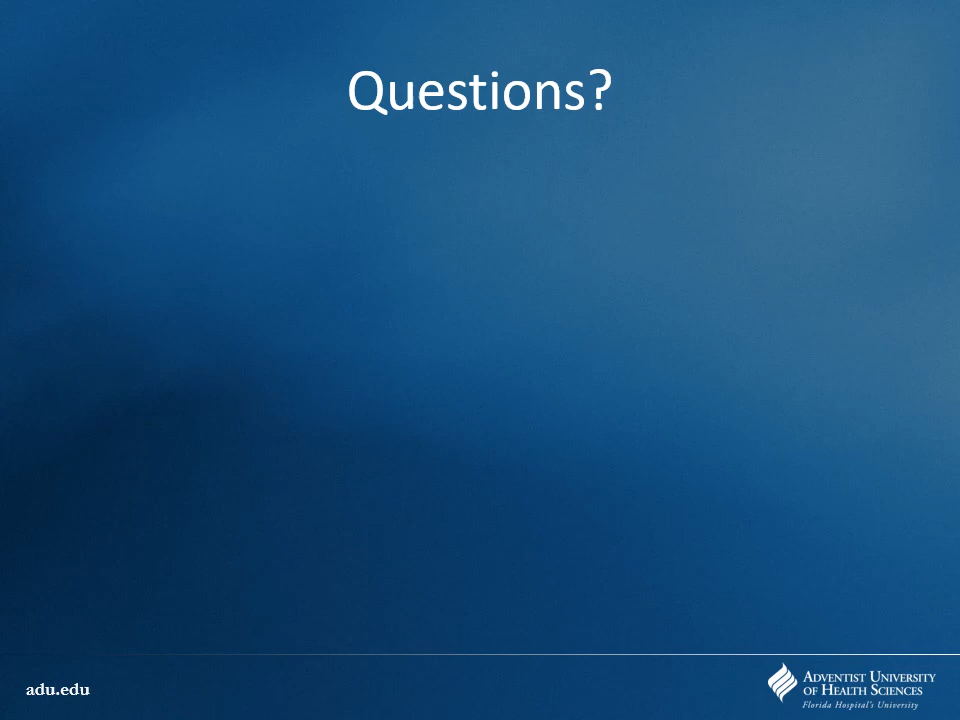 Questions?
adu.edu
ADVENTIST UNIVERSITY
OF HEALTH SCIENCES
Florida Hospital's University